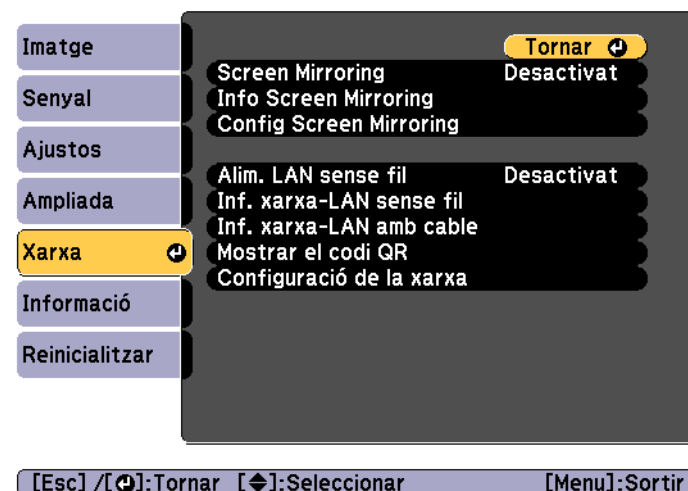 Imatge
Senyal
Ajustos
Ampliada
Xarxa
Informació
Reinicialitzar
Tornar
Screen Mirroring Desactivat
Info Screen Mirroring
Config Screen Mirroring
Alim. LAN sense fil Desactivat
Inf. xarxa-LAN sense fil
Inf. xarxa-LAN amb cable
Mostrar el codi QR
Configuració de la xarxa
[Esc] /[⏎]:Tornar [◆]:Seleccionar [Menu]:Sortir